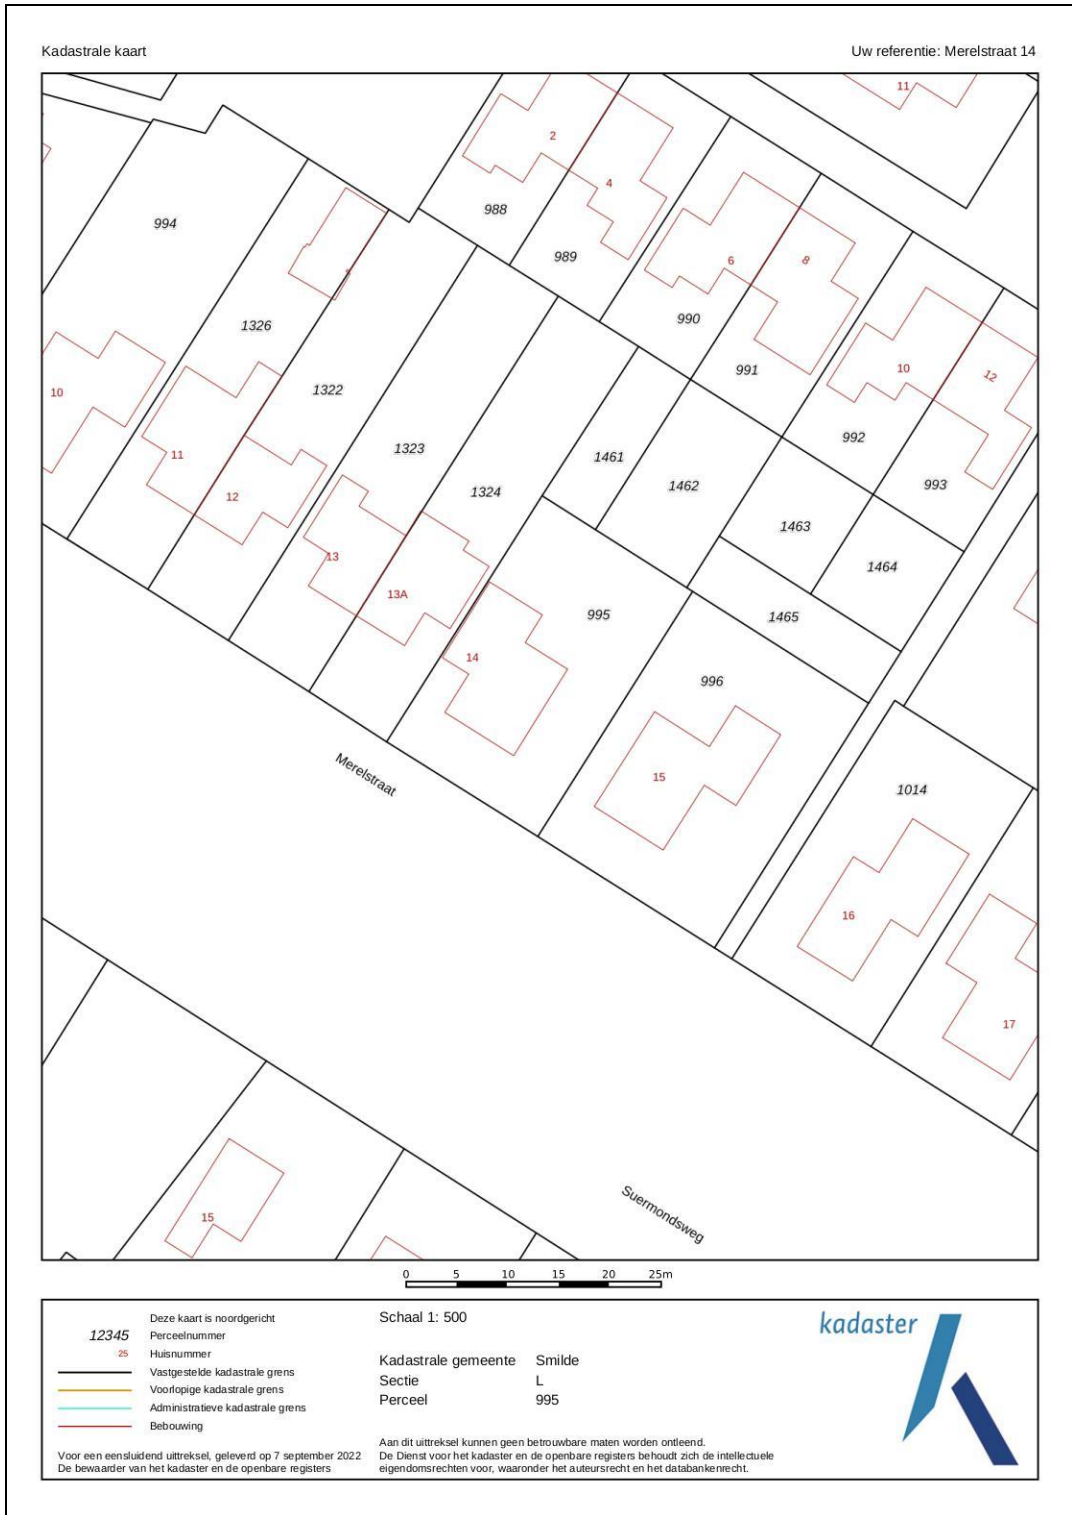 Kadastrale kaart
Uw referentie: Merelstraat 14
11
2
4
988
994
989
6
8
5
990
1326
991
10
12
10
1322
992
1323
11
1461
1462
993
1324
12
1463
13
1464
13A
995
1465
14
996
15
Merelstraat
1014
16
17
15
Suermondsweg
0 5 10 15 20 25m
Deze kaart is noordgericht
12345 Perceelnummer
25 Huisnummer
Vastgestelde kadastrale grens
Voorlopige kadastrale grens
Administratieve kadastrale grens
Bebouwing
Voor een eensluidend uittreksel, geleverd op 7 september 2022
De bewaarder van het kadaster en de openbare registers
Schaal 1: 500
Kadastrale gemeente Smilde
Sectie L
Perceel 995
Aan dit uittreksel kunnen geen betrouwbare maten worden ontleend.
De Dienst voor het kadaster en de openbare registers behoudt zich de intellectuele
eigendomsrechten voor, waaronder het auteursrecht en het databankenrecht.
kadaster